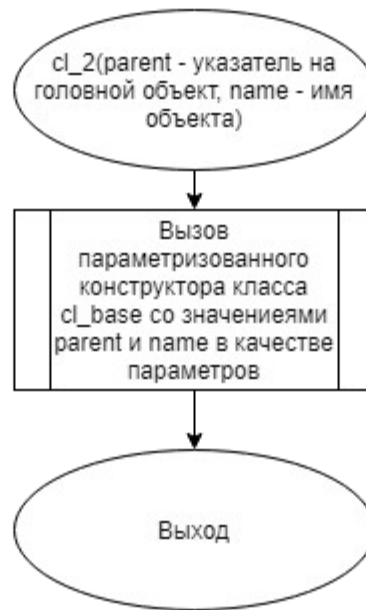 cl_2(parent - указатель на
головной объект, name - имя
объекта)
Вызов
параметризованного
конструктора класса
cl_base со значениеями
parent и name в качестве
параметров
Выход